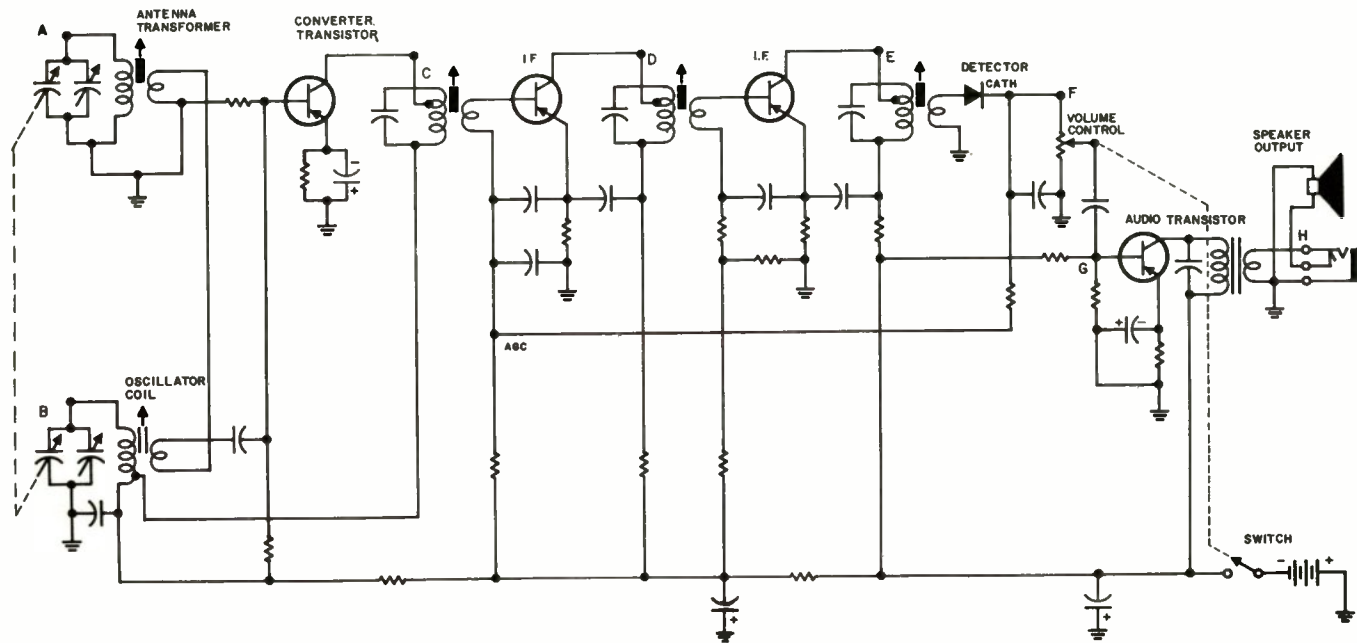 A
ANTENNA
TRANSFORMER
CONVERTER.
TRANSISTOR
C
I F
D
I.F.
E
DETECTOR
CATH
F
VOLUME
CONTROL
SPEAKER
OUTPUT
AUDIO TRANSISTOR
H
G
AGC
B
OSCILLATOR
COIL
SWITCH
- +
- +
+ -
+
+